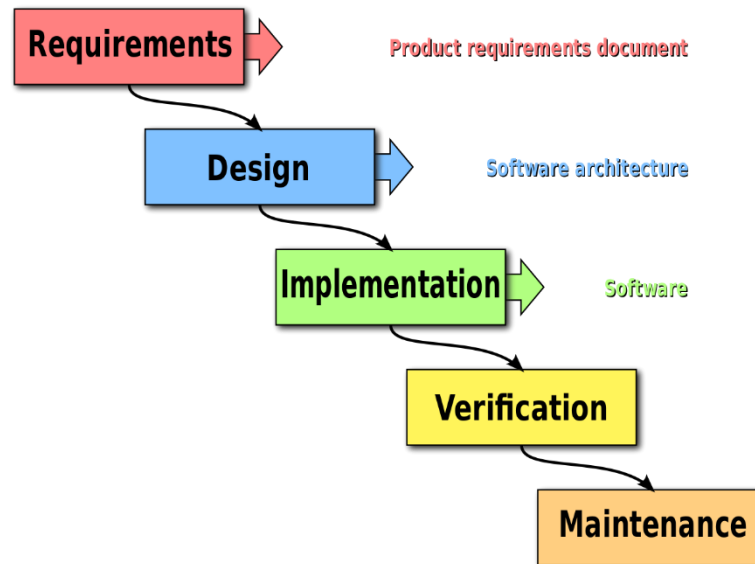 Requirements
Product requirements document
Design
Software architecture
Implementation
Software
Verification
Maintenance